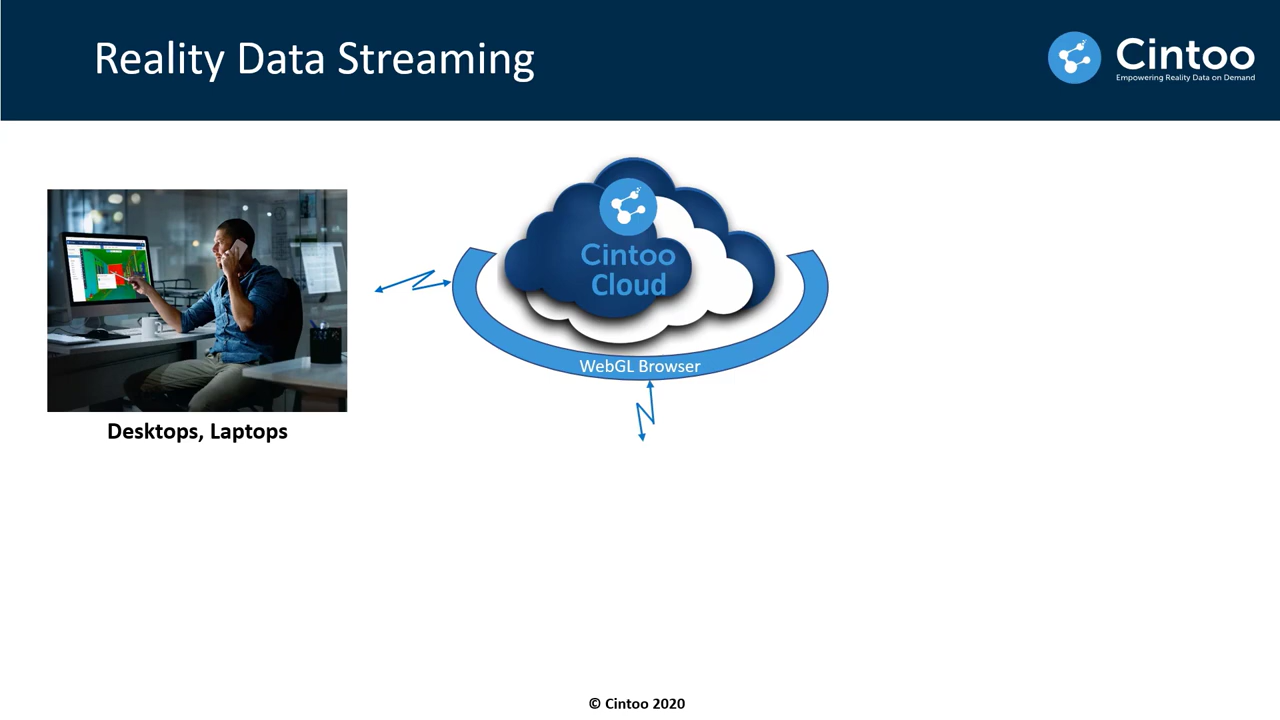 Reality Data Streaming
Cintoo
Empowering Reality Data on Demand
Cintoo
Cloud
WebGL Browser
Desktops, Laptops
© Cintoo 2020